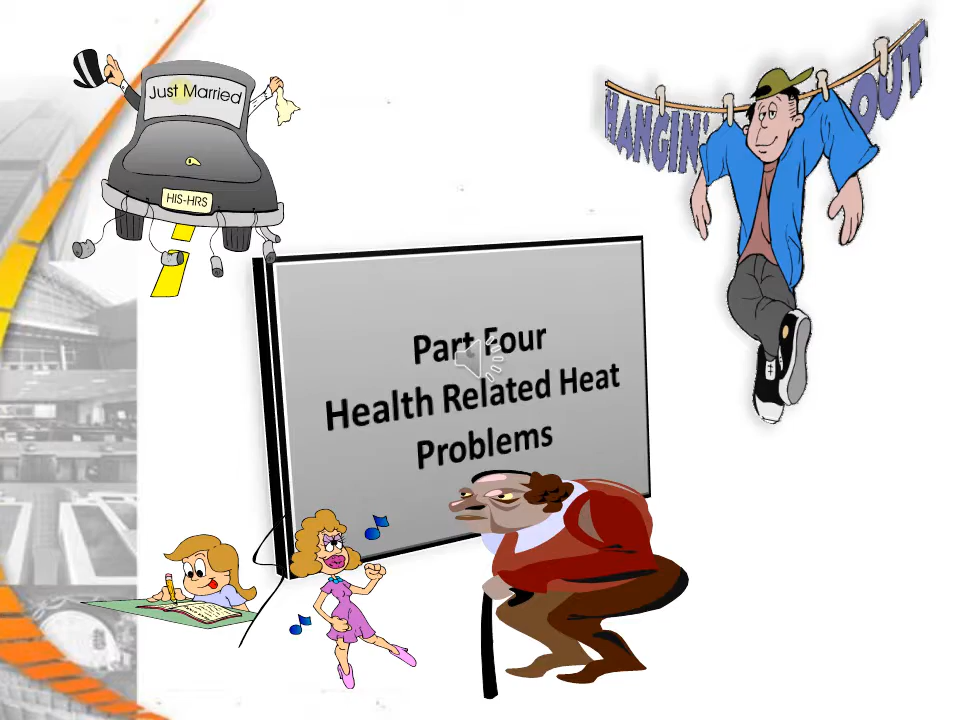 Just Married
HIS-HRS
HANGIN' OUT
Part Four
Health Related Heat
Problems